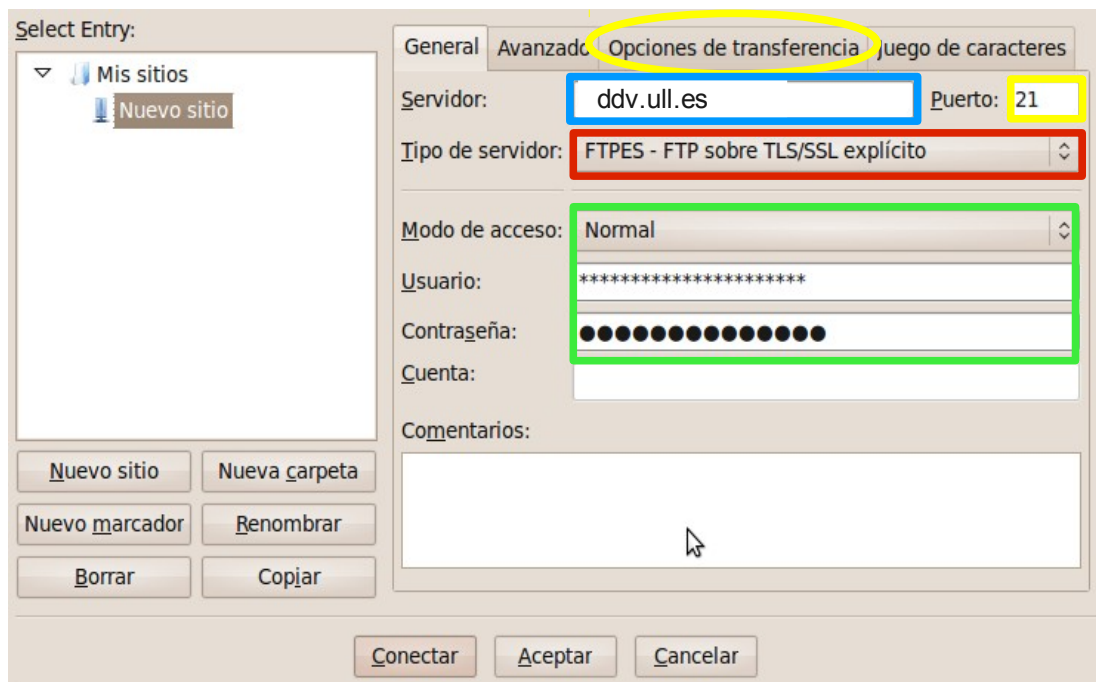 Select Entry:
Mis sitios
Nuevo sitio
Nuevo sitio Nueva carpeta
Nuevo marcador Renombrar
Borrar Copiar
General Avanzado Opciones de transferencia Juego de caracteres
Servidor: ddv.ull.es Puerto: 21
Tipo de servidor: FTPES - FTP sobre TLS/SSL explícito
Modo de acceso: Normal
Usuario: **********************
Contraseña: ●●●●●●●●●●●●●●
Cuenta:
Comentarios:
Conectar Aceptar Cancelar